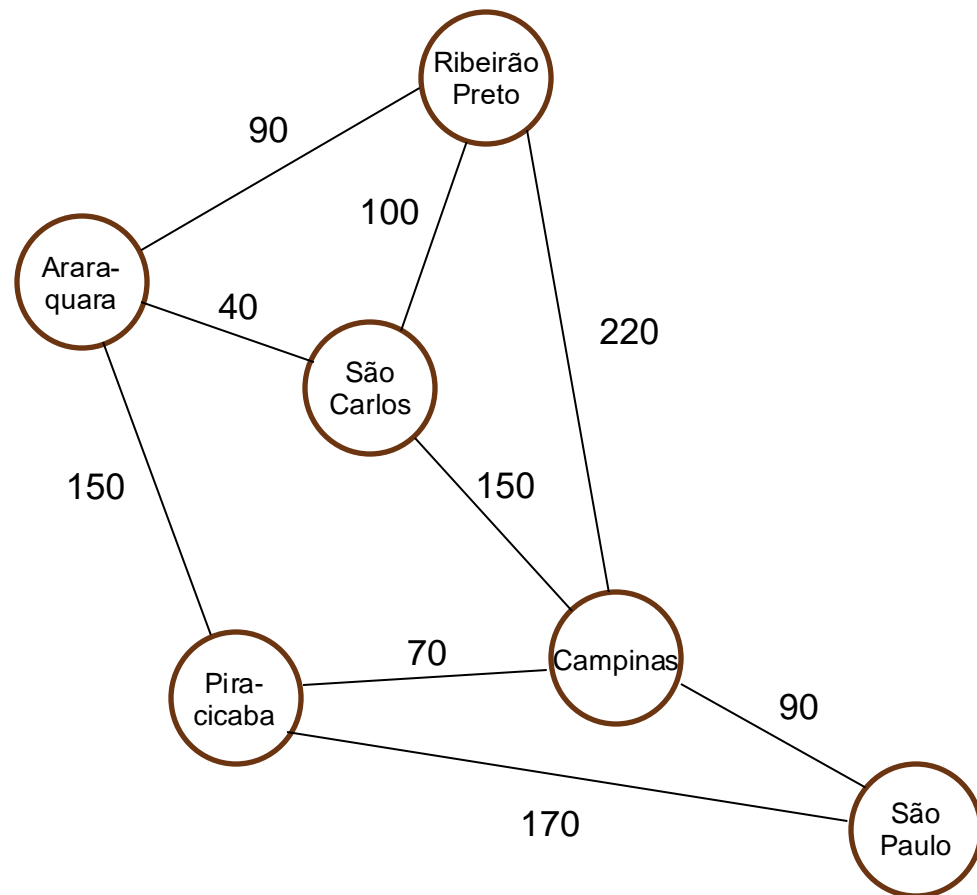 Ribeirão
Preto
90
100
Arara-
quara
40
220
São
Carlos
150
150
70
Campinas
Pira-
cicaba
90
170
São
Paulo